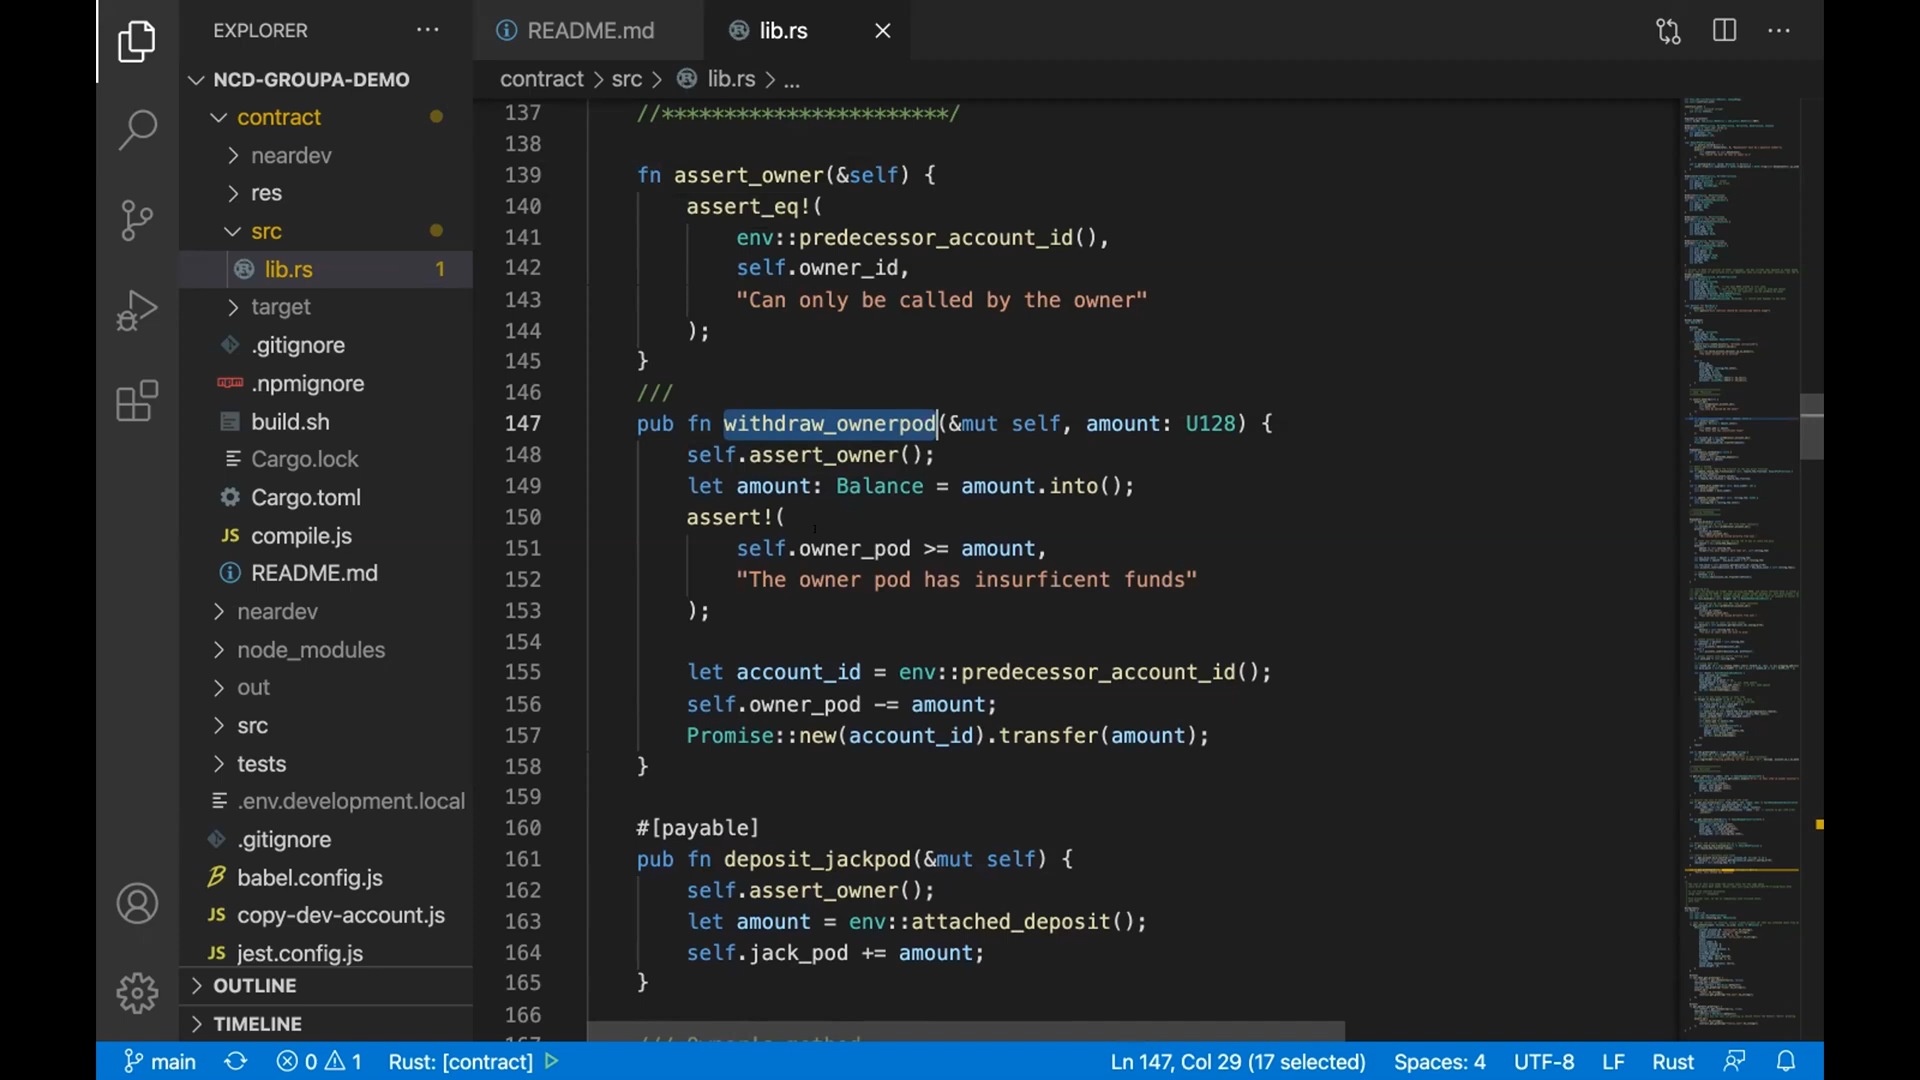 EXPLORER
NCD-GROUPA-DEMO
contract
neardev
res
src
lib.rs 1
target
.gitignore
.npmignore
build.sh
Cargo.lock
Cargo.toml
JS compile.js
README.md
neardev
node_modules
out
src
tests
.env.development.local
.gitignore
babel.config.js
JS copy-dev-account.js
JS jest.config.js
OUTLINE
TIMELINE
README.md
lib.rs
contract > src > lib.rs > ...
137 //***********************/
138
139 fn assert_owner(&self) {
140 assert_eq!(
141 env::predecessor_account_id(),
142 self.owner_id,
143 "Can only be called by the owner"
144 );
145 }
146 ///
147 pub fn withdraw_ownerpod(&mut self, amount: U128) {
148 self.assert_owner();
149 let amount: Balance = amount.into();
150 assert!(
151 self.owner_pod >= amount,
152 "The owner pod has insurficent funds"
153 );
154
155 let account_id = env::predecessor_account_id();
156 self.owner_pod -= amount;
157 Promise::new(account_id).transfer(amount);
158 }
159
160 #[payable]
161 pub fn deposit_jackpod(&mut self) {
162 self.assert_owner();
163 let amount = env::attached_deposit();
164 self.jack_pod += amount;
165 }
166
main 0 1 Rust: [contract] Ln 147, Col 29 (17 selected) Spaces: 4 UTF-8 LF Rust